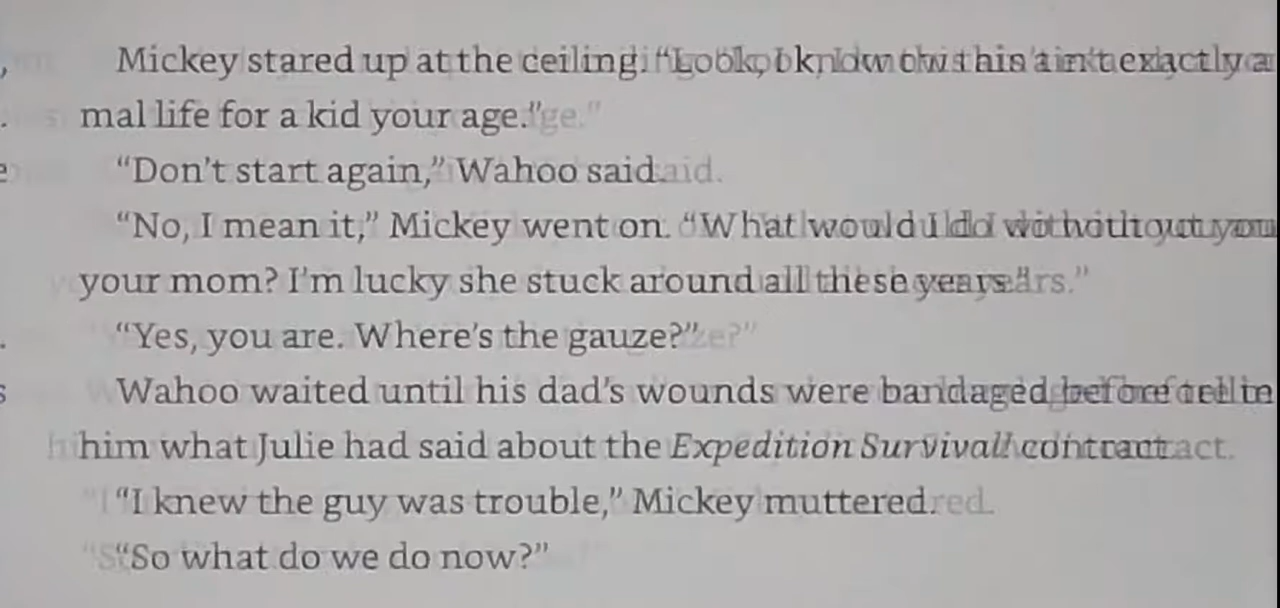 Mickey stared up at the ceiling. "Look, I know this ain't exactly a
mal life for a kid your age."
"Don't start again," Wahoo said.
"No, I mean it," Mickey went on. "What would I do without you
your mom? I'm lucky she stuck around all these years."
"Yes, you are. Where's the gauze?"
Wahoo waited until his dad's wounds were bandaged before tellin
him what Julie had said about the Expedition Survival! contract.
"I knew the guy was trouble," Mickey muttered.
"So what do we do now?"